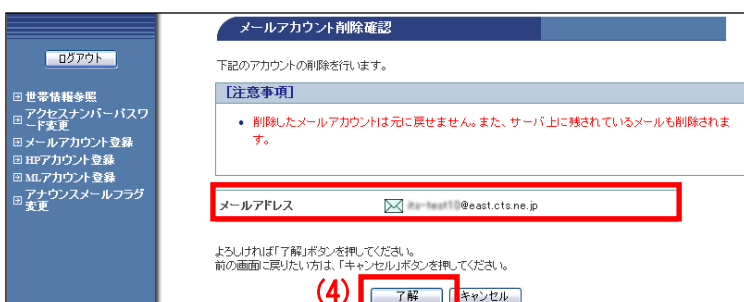 メールアカウント削除確認
ログアウト
下記のアカウントの削除を行います。
世帯情報参照
アクセスナンバーパスワ
ード変更
メールアカウント登録
HPアカウント登録
MLアカウント登録
アナウンスメールフラグ
変更
[注意事項]
• 削除したメールアカウントは元に戻せません。また、サーバ上に残されているメールも削除されま
す。
メールアドレス @east.cts.ne.jp
よろしければ「了解」ボタンを押してください。
前の画面に戻りたい方は、「キャンセル」ボタンを押してください。
(4) 了解 キャンセル